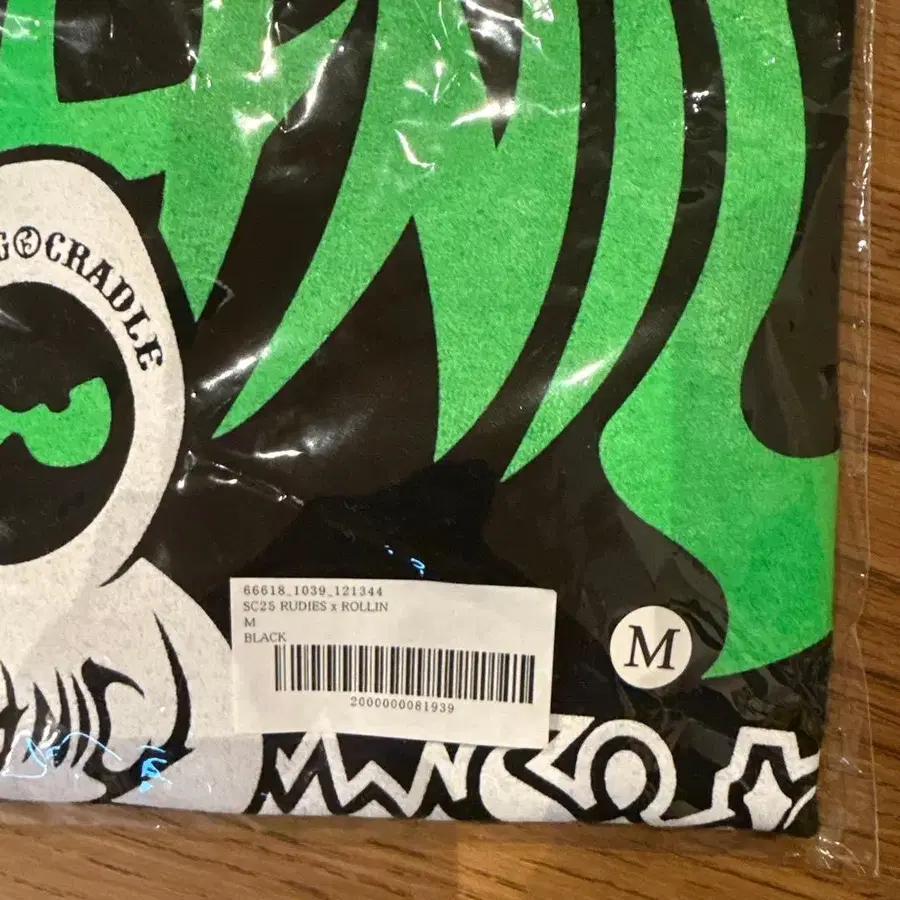 G CRADLE
66618_1039_121344
SC25 RUDIES x ROLLIN
M
BLACK
2000000081939
M